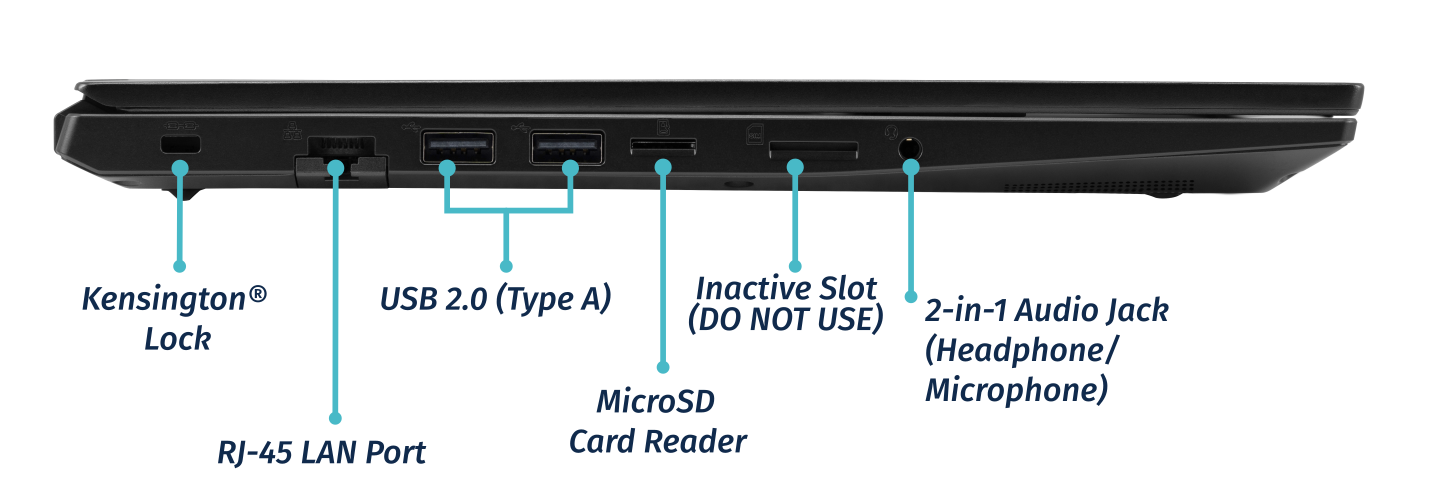 Kensington®
Lock
RJ-45 LAN Port
USB 2.0 (Type A)
MicroSD
Card Reader
Inactive Slot
(DO NOT USE)
2-in-1 Audio Jack
(Headphone/
Microphone)